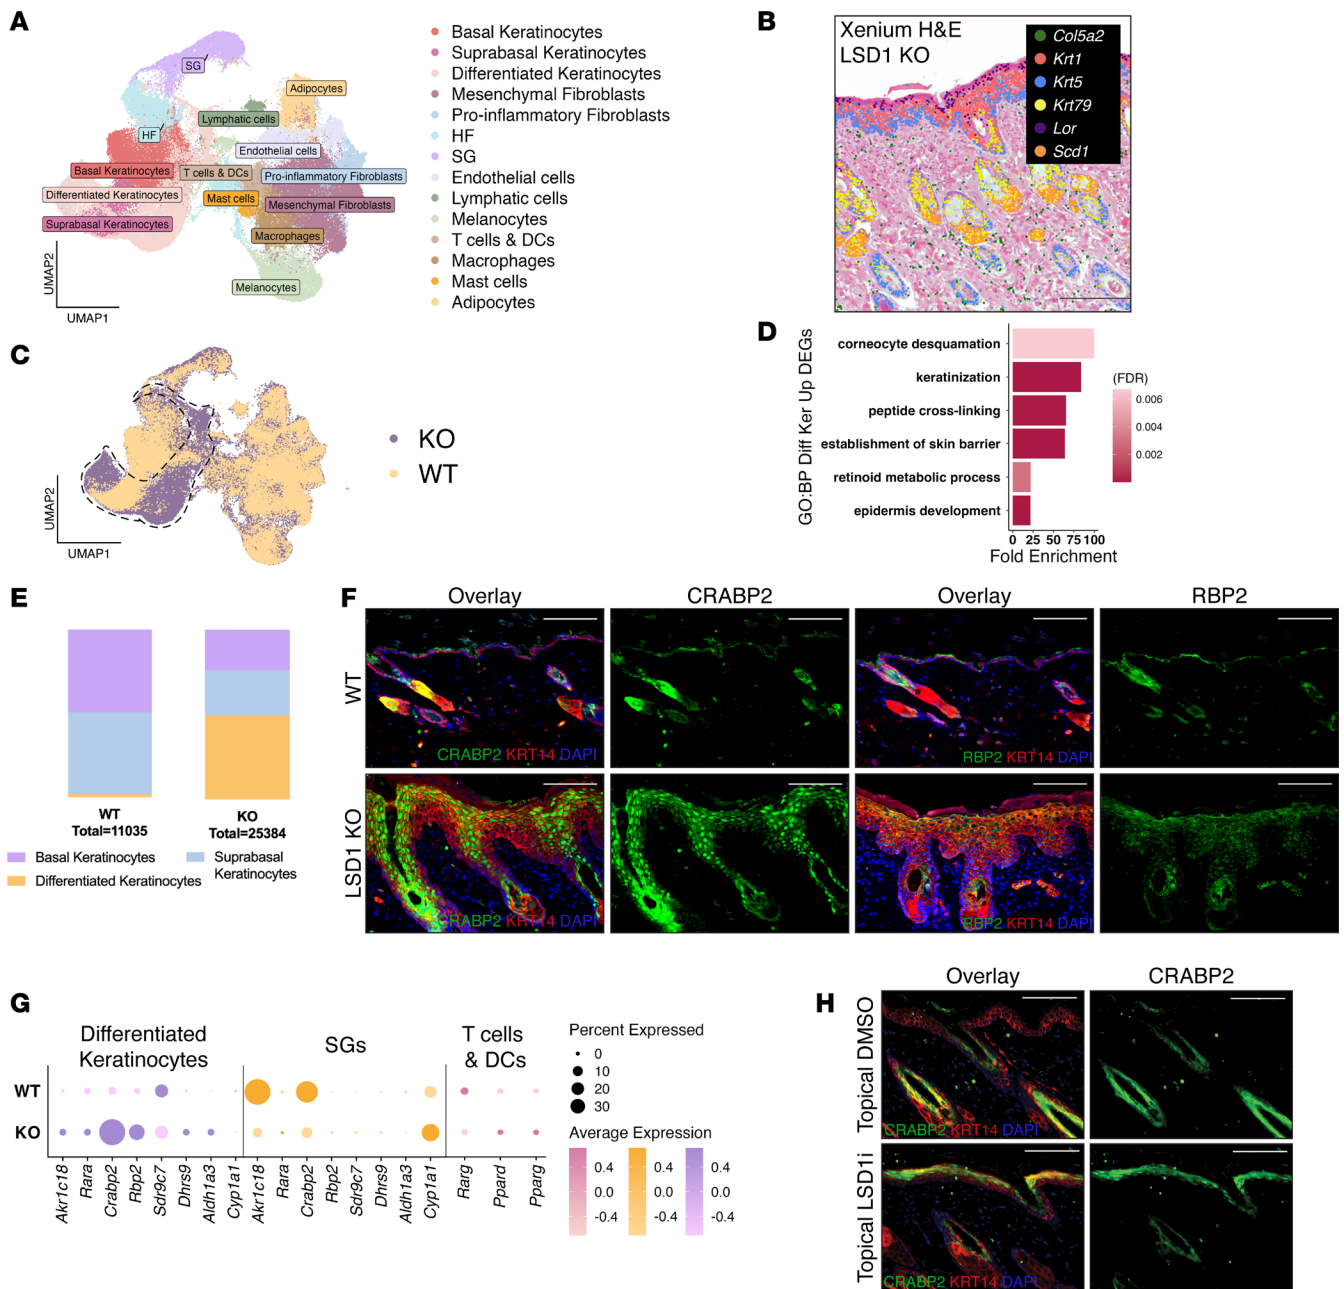 A
SG
Adipocytes
Lymphatic cells
HF
Endothelial cells
Basal Keratinocytes
T cells & DCs
Pro-inflammatory Fibroblasts
Differentiated Keratinocytes
Mast cells
Mesenchymal Fibroblasts
Suprabasal Keratinocytes
Macrophages
Melanocytes
UMAP2
UMAP1
Basal Keratinocytes
Suprabasal Keratinocytes
Differentiated Keratinocytes
Mesenchymal Fibroblasts
Pro-inflammatory Fibroblasts
HF
SG
Endothelial cells
Lymphatic cells
Melanocytes
T cells & DCs
Macrophages
Mast cells
Adipocytes
B
Xenium H&E
LSD1 KO
Col5a2
Krt1
Krt5
Krt79
Lor
Scd1
C
UMAP2
UMAP1
KO
WT
D
GO:BP Diff Ker Up DEGs
corneocyte desquamation
keratinization
peptide cross-linking
establishment of skin barrier
retinoid metabolic process
epidermis development
0 25 50 75 100
Fold Enrichment
(FDR)
0.006
0.004
0.002
E
WT
Total=11035
KO
Total=25384
Basal Keratinocytes
Differentiated Keratinocytes
Suprabasal
Keratinocytes
F
Overlay
CRABP2
Overlay
RBP2
WT
CRABP2 KRT14 DAPI
RBP2 KRT14 DAPI
LSD1 KO
CRABP2 KRT14 DAPI
RBP2 KRT14 DAPI
G
Differentiated
Keratinocytes
SGs
T cells
& DCs
WT
KO
Akr1c18
Rara
Crabp2
Rbp2
Sdr9c7
Dhrs9
Aldh1a3
Cyp1a1
Akr1c18
Rara
Crabp2
Rbp2
Sdr9c7
Dhrs9
Aldh1a3
Cyp1a1
Rarg
Ppard
Pparg
Percent Expressed
0
10
20
30
Average Expression
0.4 0.4 0.4
0.0 0.0 0.0
-0.4 -0.4 -0.4
H
Overlay
CRABP2
Topical DMSO
CRABP2 KRT14 DAPI
Topical LSD1i
CRABP2 KRT14 DAPI